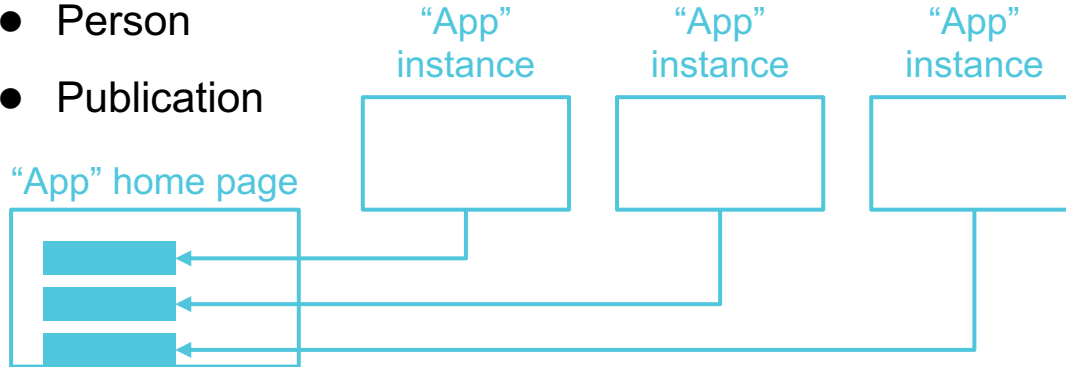 ● Person
● Publication
“App”
instance
“App”
instance
“App”
instance
“App” home page